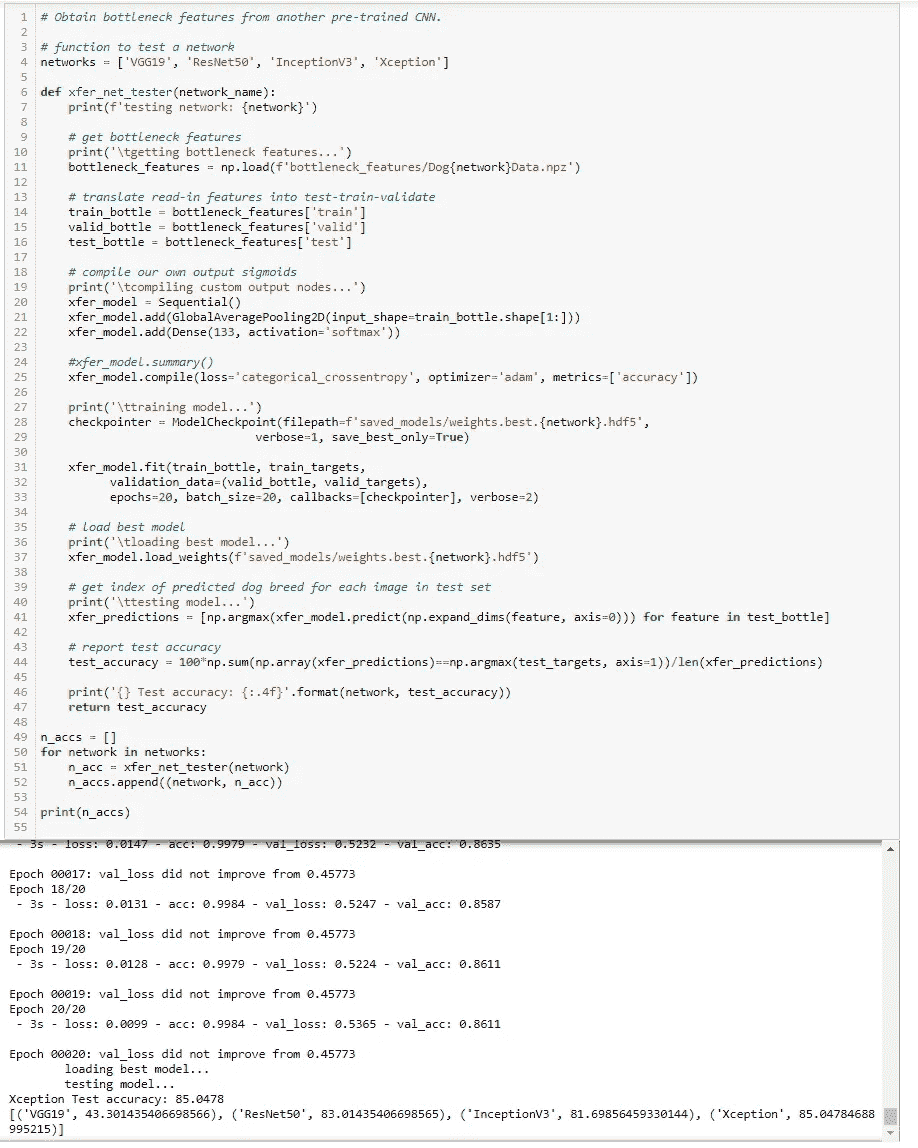 1 # Obtain bottleneck features from another pre-trained CNN.
2
3 # function to test a network
4 networks = ['VGG19', 'ResNet50', 'InceptionV3', 'Xception']
5
6 def xfer_net_tester(network_name):
7     print(f'testing network: {network}')
8
9     # get bottleneck features
10     print('\tgetting bottleneck features...')
11     bottleneck_features = np.load(f'bottleneck_features/Dog{network}Data.npz')
12
13     # translate read-in features into test-train-validate
14     train_bottle = bottleneck_features['train']
15     valid_bottle = bottleneck_features['valid']
16     test_bottle = bottleneck_features['test']
17
18     # compile our own output sigmoids
19     print('\tcompiling custom output nodes...')
20     xfer_model = Sequential()
21     xfer_model.add(GlobalAveragePooling2D(input_shape=train_bottle.shape[1:]))
22     xfer_model.add(Dense(133, activation='softmax'))
23
24     #xfer_model.summary()
25     xfer_model.compile(loss='categorical_crossentropy', optimizer='adam', metrics=['accuracy'])
26
27     print('\ttraining model...')
28     checkpointer = ModelCheckpoint(filepath=f'saved_models/weights.best.{network}.hdf5',
29                                verbose=1, save_best_only=True)
30
31     xfer_model.fit(train_bottle, train_targets,
32           validation_data=(valid_bottle, valid_targets),
33           epochs=20, batch_size=20, callbacks=[checkpointer], verbose=2)
34
35     # load best model
36     print('\tloading best model...')
37     xfer_model.load_weights(f'saved_models/weights.best.{network}.hdf5')
38
39     # get index of predicted dog breed for each image in test set
40     print('\ttesting model...')
41     xfer_predictions = [np.argmax(xfer_model.predict(np.expand_dims(feature, axis=0))) for feature in test_bottle]
42
43     # report test accuracy
44     test_accuracy = 100*np.sum(np.array(xfer_predictions)==np.argmax(test_targets, axis=1))/len(xfer_predictions)
45
46     print('{} Test accuracy: {:.4f}'.format(network, test_accuracy))
47     return test_accuracy
48
49 n_accs = []
50 for network in networks:
51     n_acc = xfer_net_tester(network)
52     n_accs.append((network, n_acc))
53
54 print(n_accs)
55
- 3s - loss: 0.0147 - acc: 0.9979 - val_loss: 0.5232 - val_acc: 0.8635
Epoch 00017: val_loss did not improve from 0.45773
Epoch 18/20
- 3s - loss: 0.0131 - acc: 0.9984 - val_loss: 0.5247 - val_acc: 0.8587
Epoch 00018: val_loss did not improve from 0.45773
Epoch 19/20
- 3s - loss: 0.0128 - acc: 0.9979 - val_loss: 0.5224 - val_acc: 0.8611
Epoch 00019: val_loss did not improve from 0.45773
Epoch 20/20
- 3s - loss: 0.0099 - acc: 0.9984 - val_loss: 0.5365 - val_acc: 0.8611
Epoch 00020: val_loss did not improve from 0.45773
        loading best model...
        testing model...
Xception Test accuracy: 85.0478
[('VGG19', 43.301435406698566), ('ResNet50', 83.01435406698565), ('InceptionV3', 81.69856459330144), ('Xception', 85.04784688
995215)]